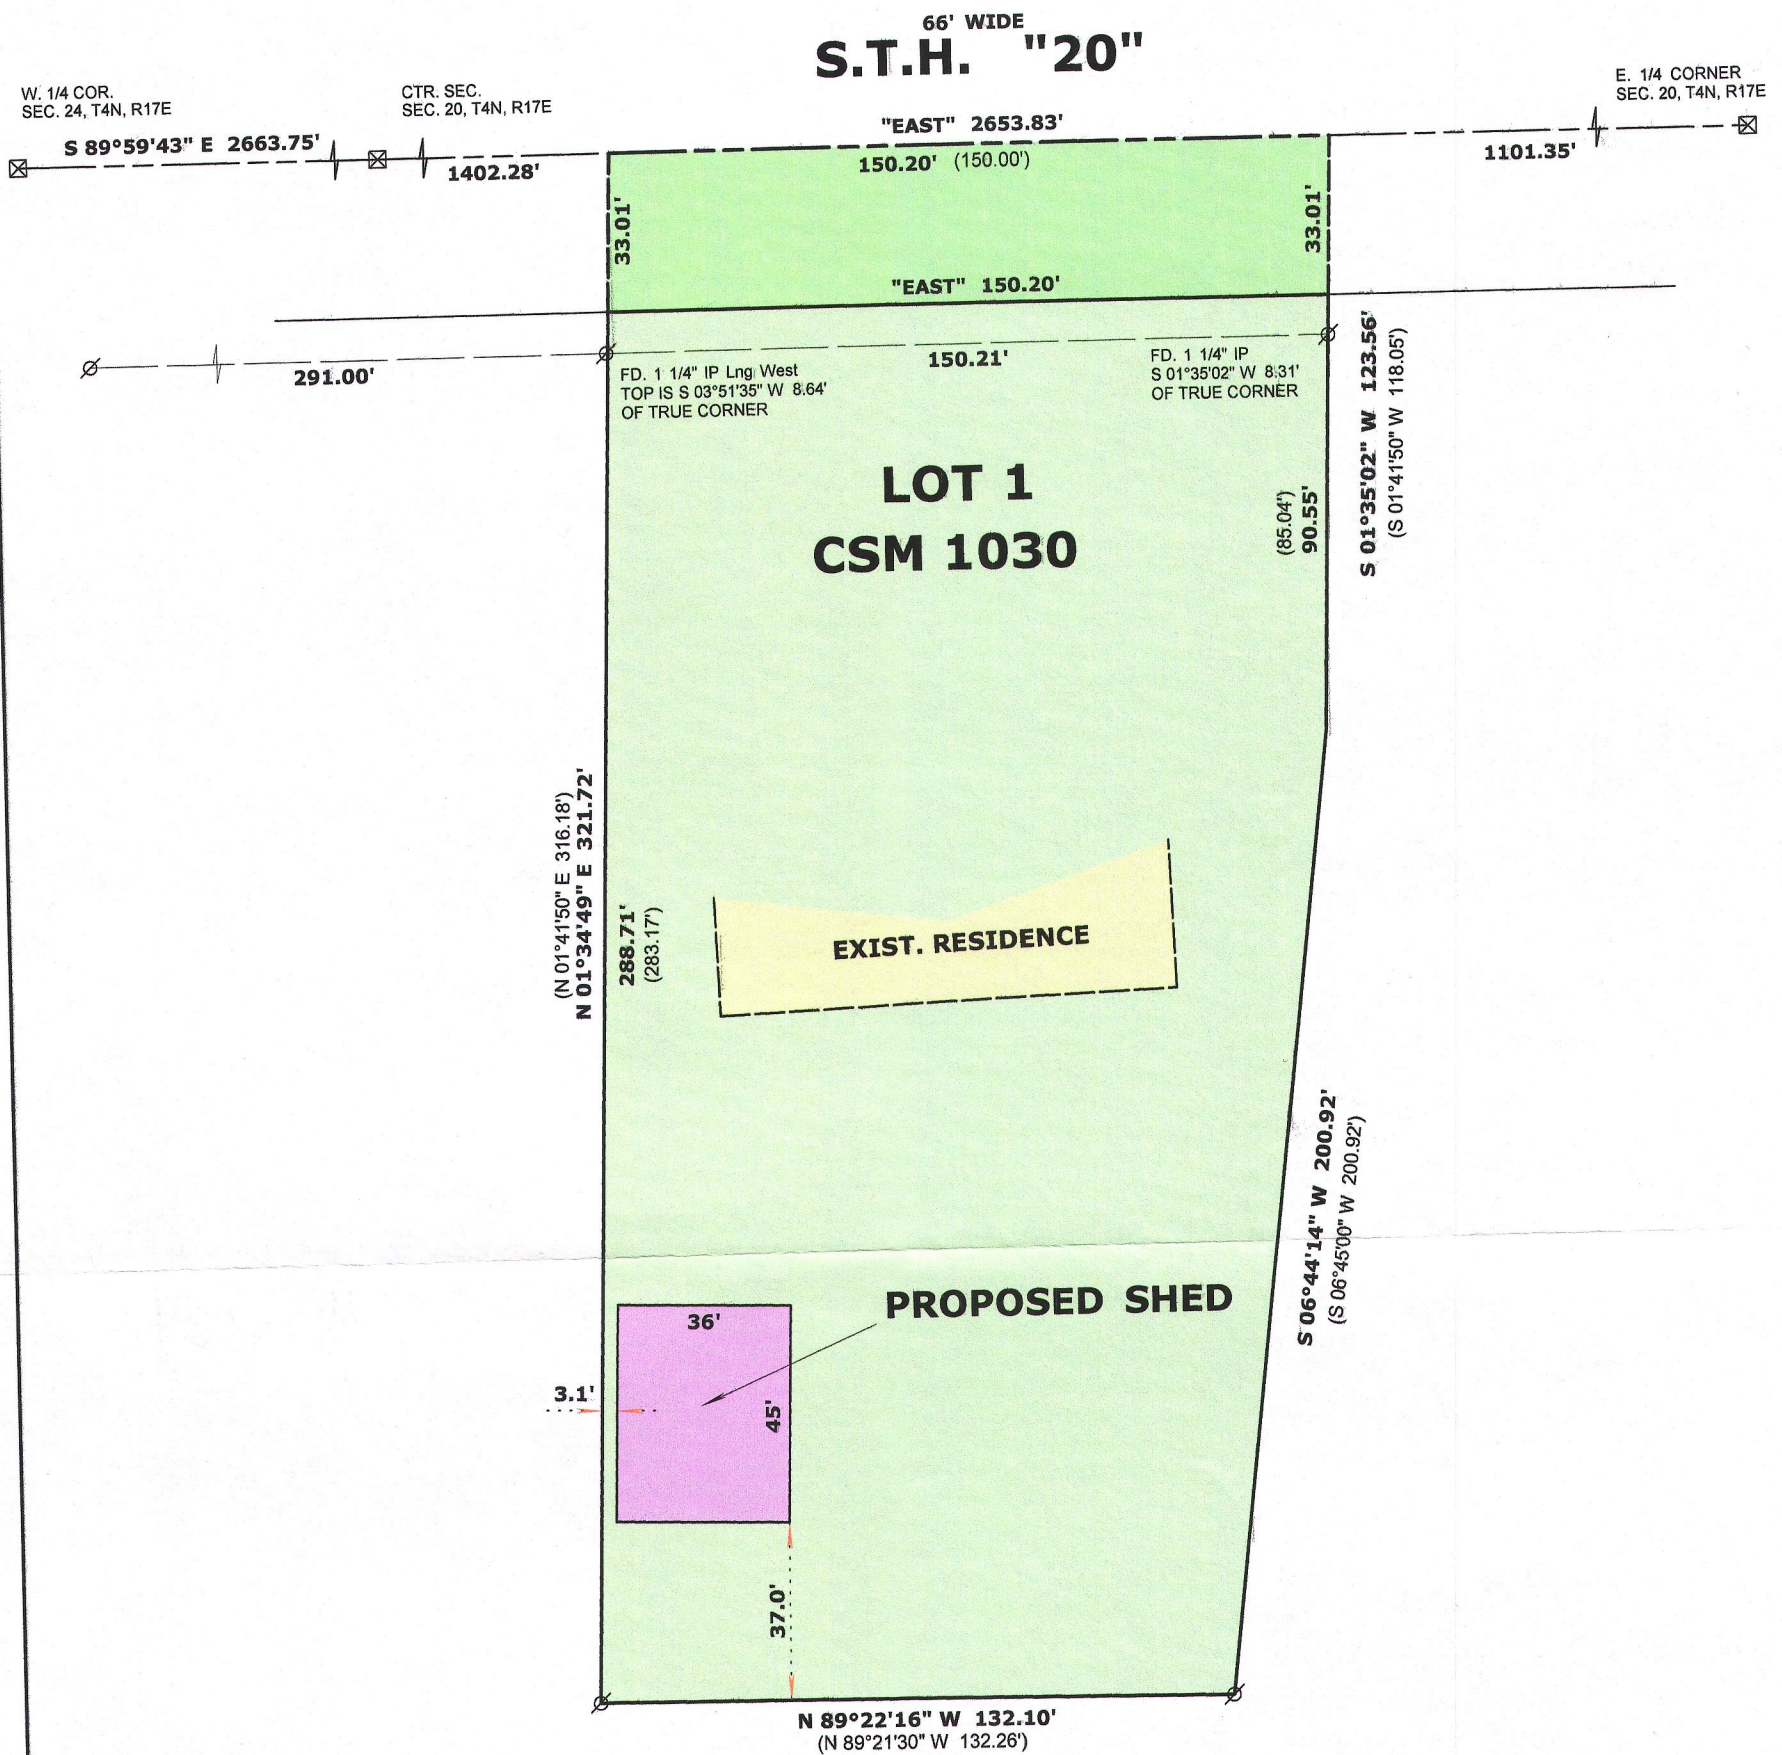 66' WIDE
S.T.H. "20"
W. 1/4 COR.
SEC. 24, T4N, R17E
CTR. SEC.
SEC. 20, T4N, R17E
E. 1/4 CORNER
SEC. 20, T4N, R17E
S 89°59'43" E 2663.75'
1402.28'
"EAST" 2653.83'
150.20' (150.00')
1101.35'
33.01'
33.01'
"EAST" 150.20'
291.00'
150.21'
FD. 1 1/4" IP Lng West
TOP IS S 03°51'35" W 8.64'
OF TRUE CORNER
FD. 1 1/4" IP
S 01°35'02" W 8.31'
OF TRUE CORNER
S 01°35'02" W 123.56'
(S 01°41'50" W 118.05')
LOT 1
CSM 1030
(85.04')
90.55'
(N 01°41'50" E 316.18')
N 01°34'49" E 321.72'
288.71'
(283.17')
EXIST. RESIDENCE
S 06°44'14" W 200.92'
(S 06°45'00" W 200.92')
PROPOSED SHED
36'
3.1'
45'
37.0'
N 89°22'16" W 132.10'
(N 89°21'30" W 132.26')